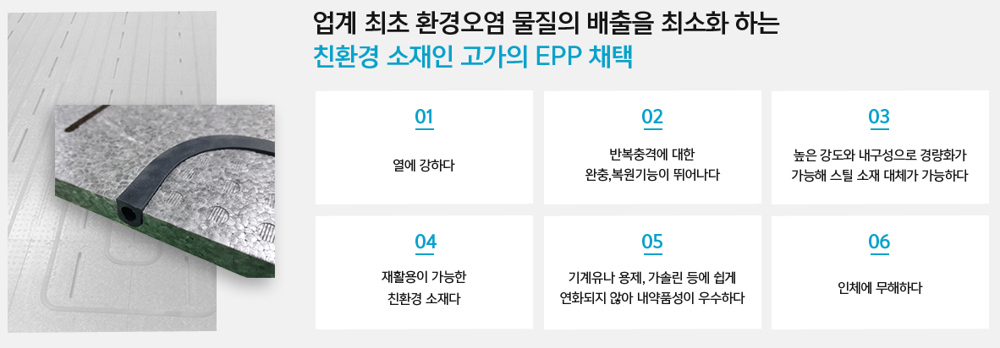 업계 최초 환경오염 물질의 배출을 최소화 하는
친환경 소재인 고가의 EPP 채택
01
열에 강하다
02
반복충격에 대한
완충,복원기능이 뛰어나다
03
높은 강도와 내구성으로 경량화가
가능해 스틸 소재 대체가 가능하다
04
재활용이 가능한
친환경 소재다
05
기계유나 용제, 가솔린 등에 쉽게
연화되지 않아 내약품성이 우수하다
06
인체에 무해하다